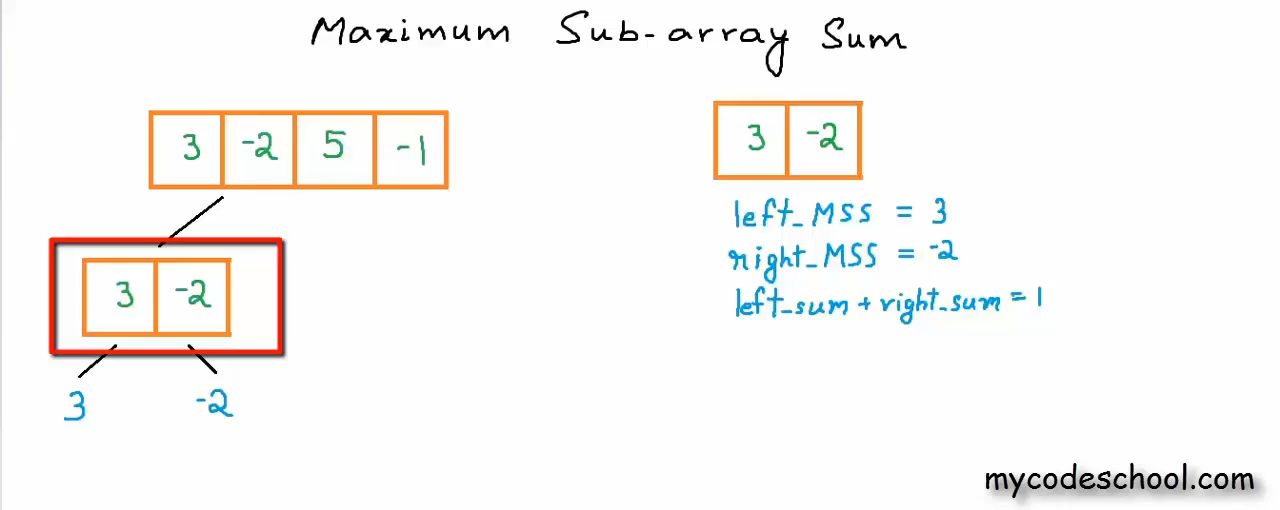 Maximum Sub-array Sum
3 -2 5 -1
3 -2
3 -2
3 -2
left_MSS = 3
right_MSS = -2
left_sum + right_sum = 1
mycodeschool.com